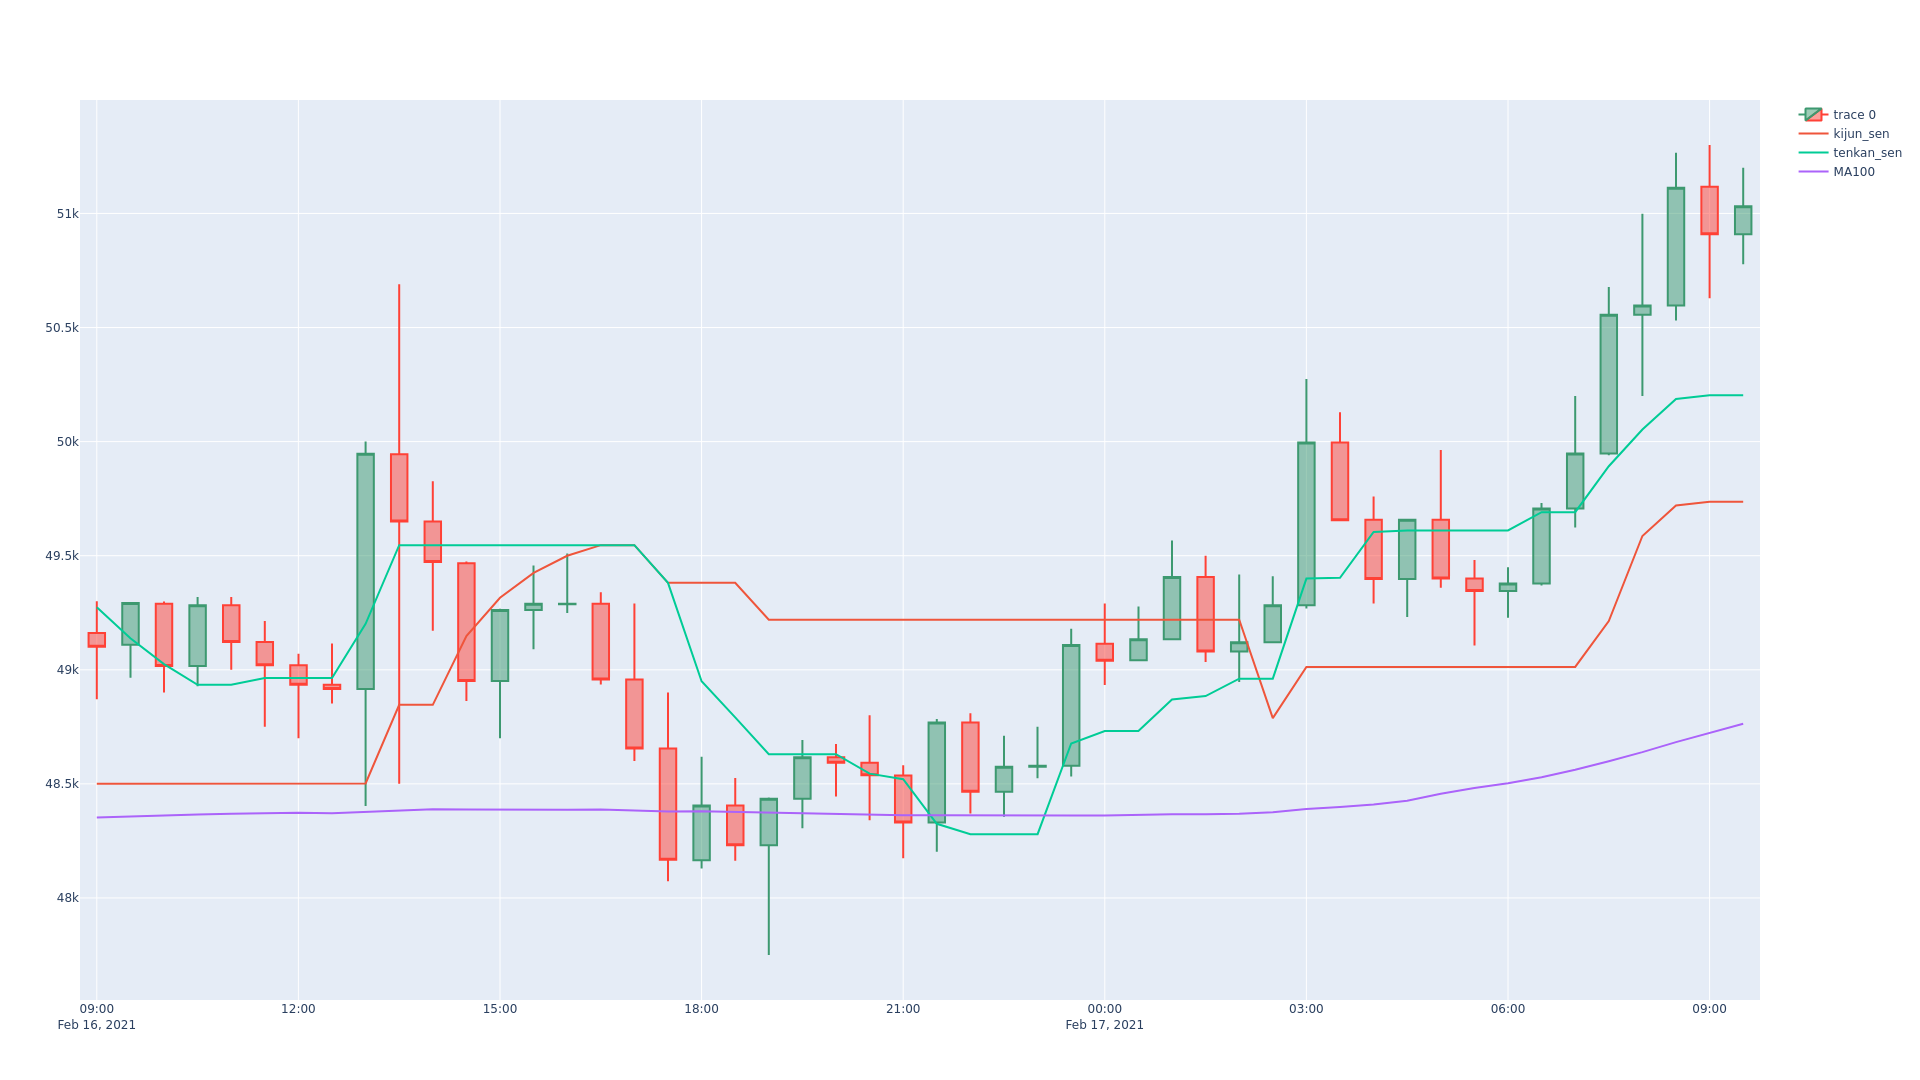 trace 0
kijun_sen
tenkan_sen
MA100
51k
50.5k
50k
49.5k
49k
48.5k
48k
09:00 12:00 15:00 18:00 21:00 00:00 03:00 06:00 09:00
Feb 16, 2021 Feb 17, 2021